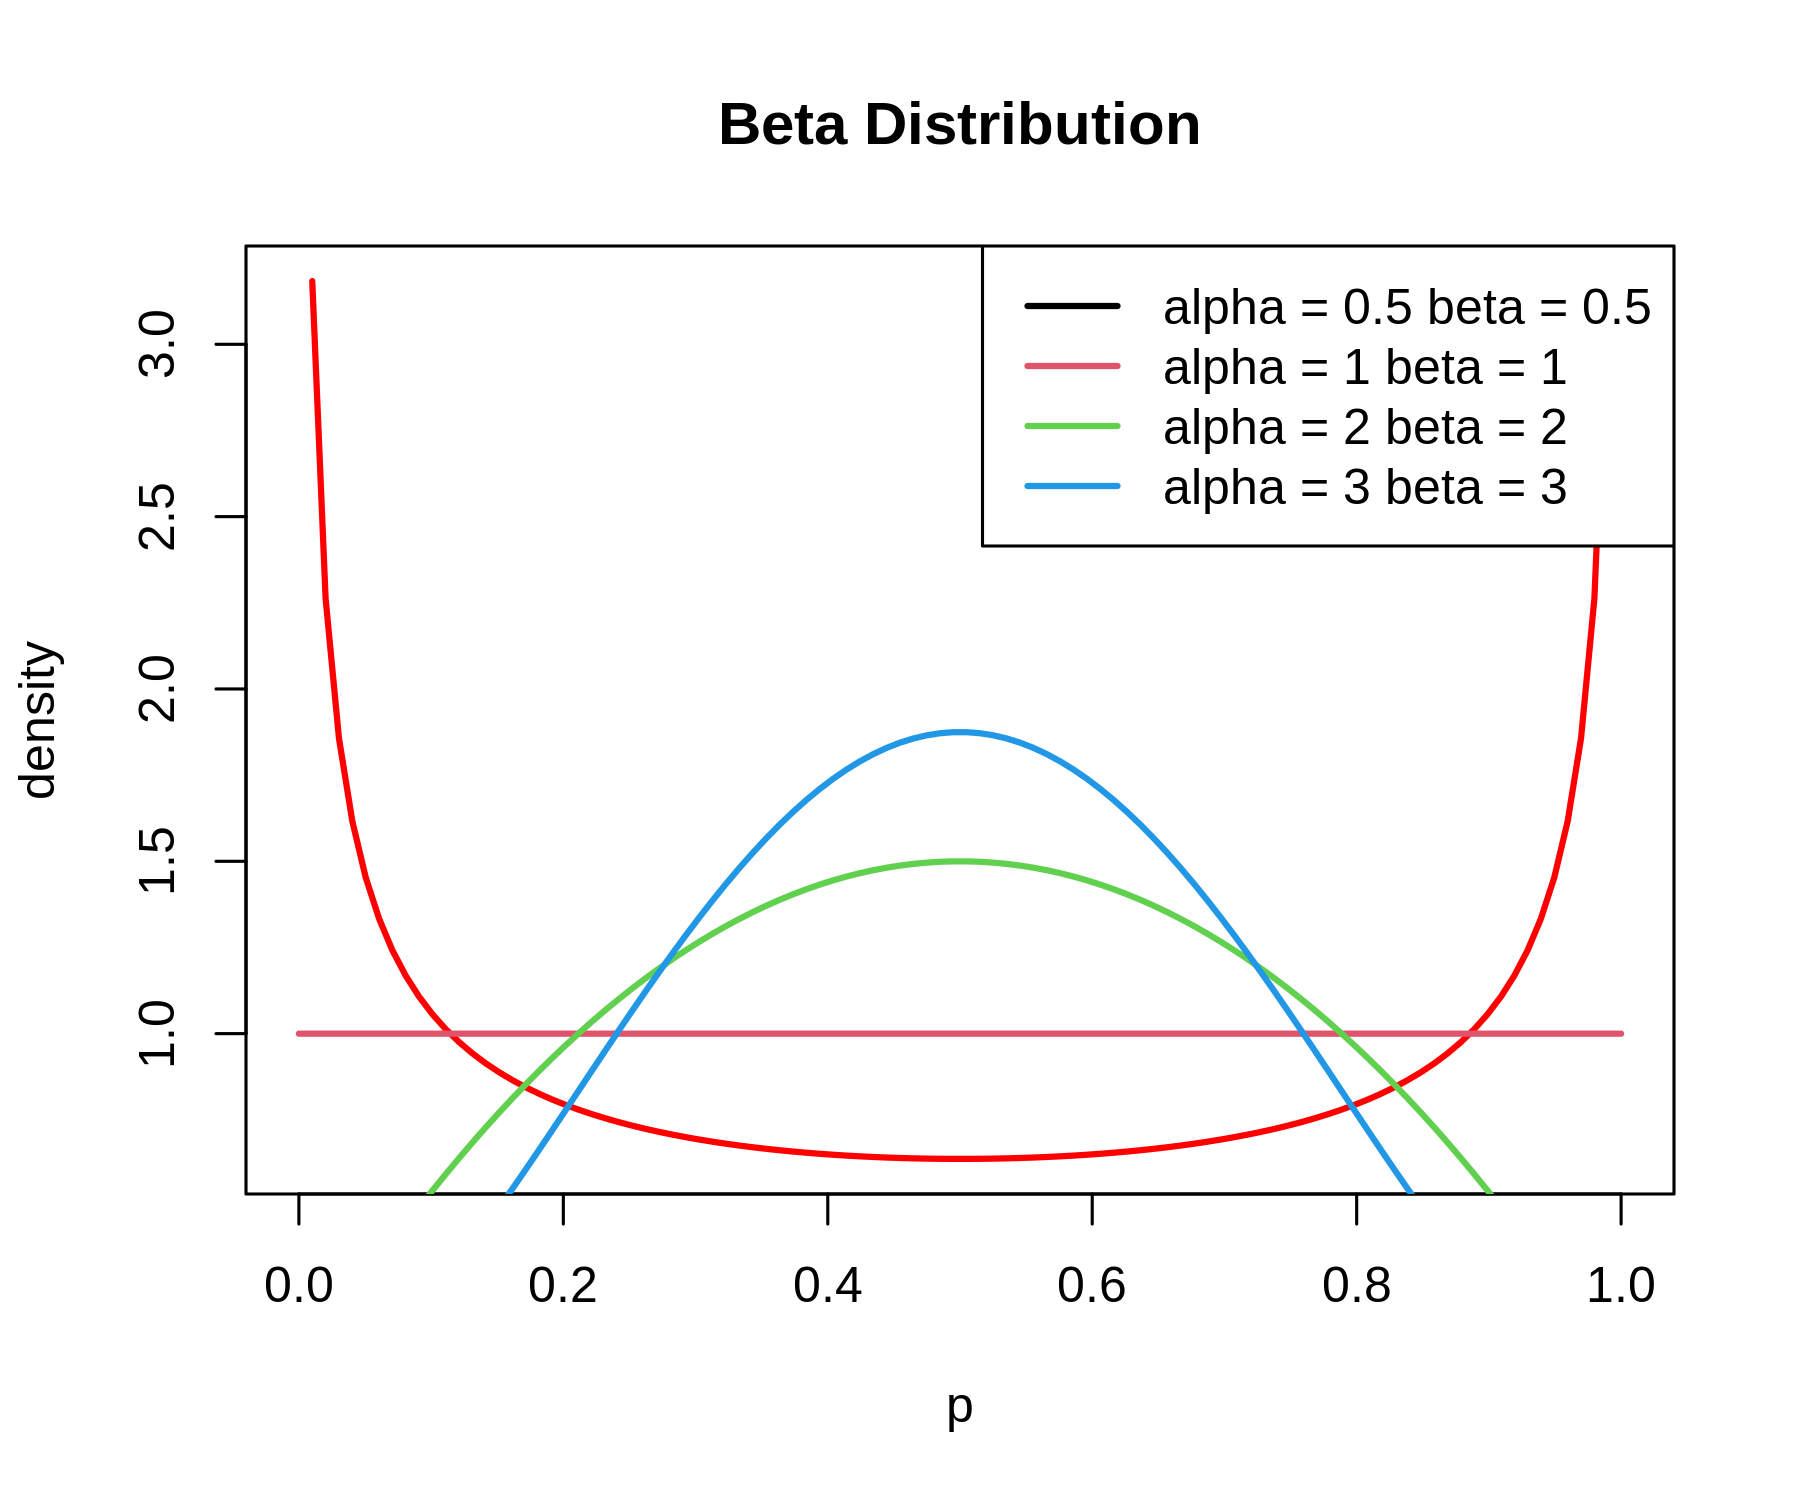 Beta Distribution
alpha = 0.5 beta = 0.5
alpha = 1 beta = 1
alpha = 2 beta = 2
alpha = 3 beta = 3
3.0
2.5
2.0
1.5
1.0
density
0.0 0.2 0.4 0.6 0.8 1.0
p